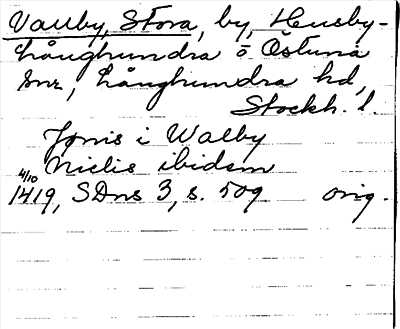 Vallby, Stora, by, Husby-
Långhundra o Östuna
snr, Långhundra hd,
Stockh. l.
Jønis i Walby
Niclis ibidem
4/10
1419, SDns 3, s. 509 orig.